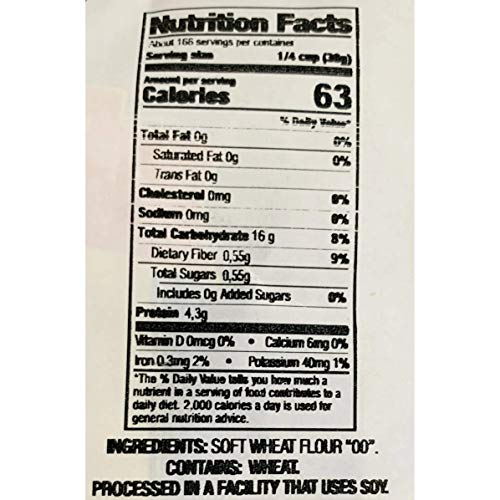 Nutrition Facts
About 166 servings per container
Serving size 1/4 cup (30g)
Amount per serving
Calories 63
% Daily Value*
Total Fat 0g 0%
Saturated Fat 0g 0%
Trans Fat 0g
Cholesterol 0mg 0%
Sodium 0mg 0%
Total Carbohydrate 16 g 8%
Dietary Fiber 0,55g 9%
Total Sugars 0,55g
Includes 0g Added Sugars 0%
Protein 4,3g
Vitamin D 0mcg 0% • Calcium 6mg 0%
Iron 0.3mg 2% • Potassium 40mg 1%
*The % Daily Value tells you how much a
nutrient in a serving of food contributes to a
daily diet. 2,000 calories a day is used for
general nutrition advice.
INGREDIENTS: SOFT WHEAT FLOUR "00".
CONTAINS: WHEAT.
PROCESSED IN A FACILITY THAT USES SOY.